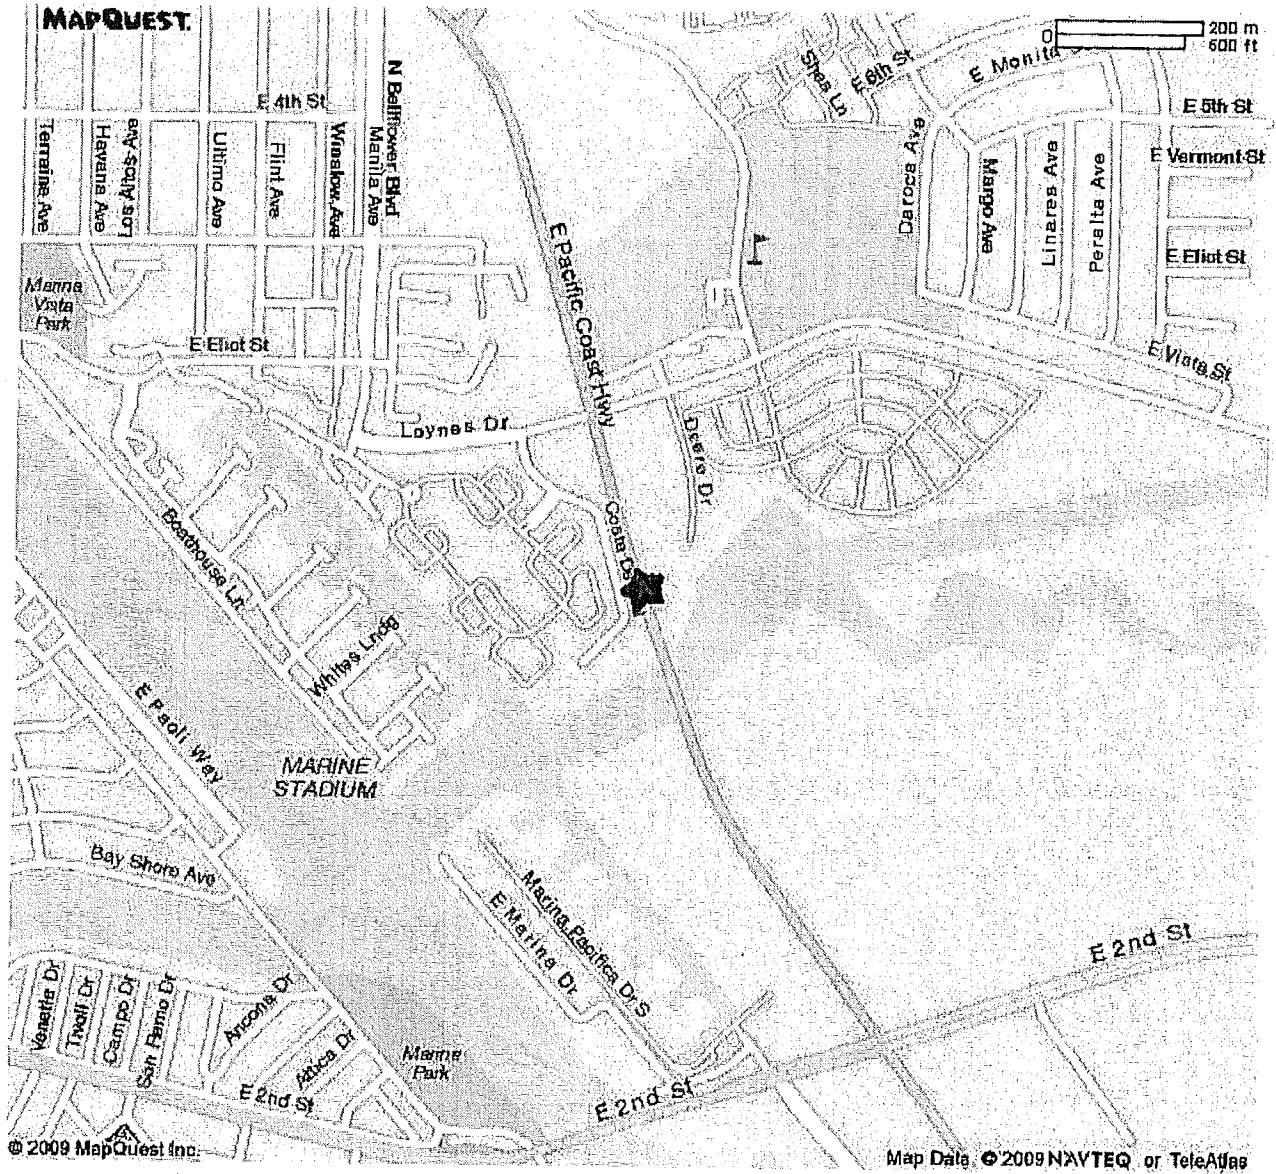 MAPQUEST.
200 m
0
600 ft
Shea Ln
E 6th St
E Monita
N Bellflower Blvd
E 4th St
E 5th St
Terraine Ave
Havana Ave
Los Altos Ave
Ultimo Ave
Flint Ave
Winslow Ave
Manila Ave
Daroca Ave
Margo Ave
Linares Ave
Peralta Ave
E Vermont St
E Pacific Coast Hwy
E Eliot St
Marina
Vista
Park
E Eliot St
E Vista St
Loynes Dr
Deere Dr
Costa De
Boathouse Ln
Whites Lndg
E Paoli Way
MARINE
STADIUM
Bay Shore Ave
Marina Pacifica Dr S
E Marina Dr
E 2nd St
Venetia Dr
Tivoli Dr
Campo Dr
San Remo Dr
Ancona Dr
Attica Dr
Marine
Park
E 2nd St
E 2nd St
© 2009 MapQuest Inc.
Map Data © 2009 NAVTEQ or TeleAtlas